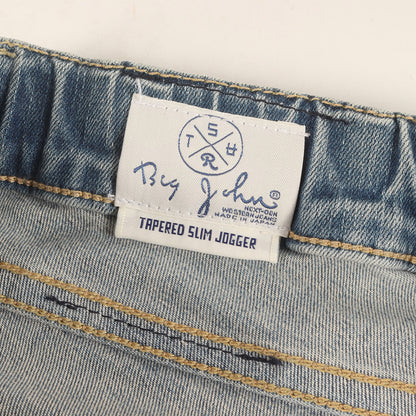 S
T U
R
Big John ®
NEXT-GEN
WESTERN JEANS
MADE IN JAPAN
TAPERED SLIM JOGGER